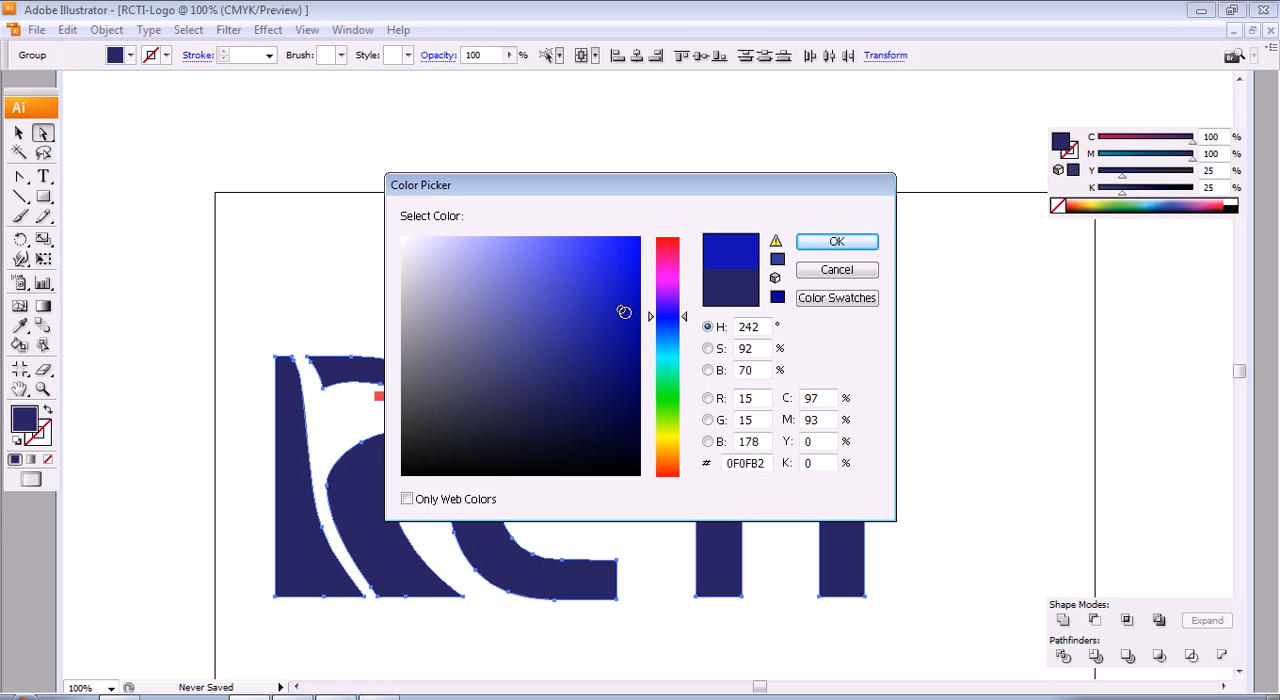 Adobe Illustrator - [RCTI-Logo @ 100% (CMYK/Preview) ]
File Edit Object Type Select Filter Effect View Window Help
Group Stroke: Brush: Style: Opacity: 100 % Transform
Ai
C 100 %
M 100 %
Y 25 %
K 25 %
Color Picker
Select Color:
OK
Cancel
Color Swatches
H: 242 °
S: 92 %
B: 70 %
R: 15 C: 97 %
G: 15 M: 93 %
B: 178 Y: 0 %
# 0F0FB2 K: 0 %
Only Web Colors
Shape Modes:
Expand
Pathfinders:
100% Never Saved